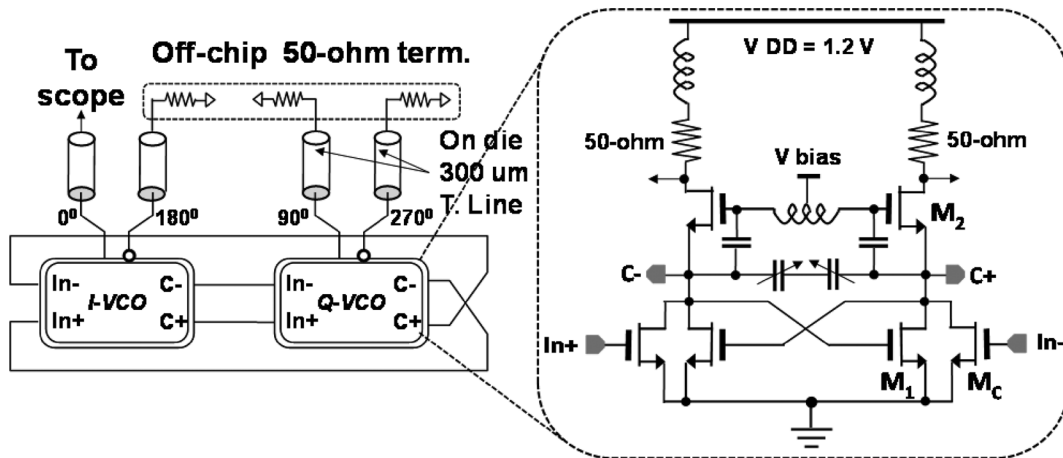 To
scope
Off-chip 50-ohm term.
On die
300 um
T. Line
0⁰
180⁰
90⁰
270⁰
In-
C-
I-VCO
In+
C+
In-
C-
Q-VCO
In+
C+
V DD = 1.2 V
50-ohm
50-ohm
V bias
M2
C-
C+
In+
In-
M1
MC